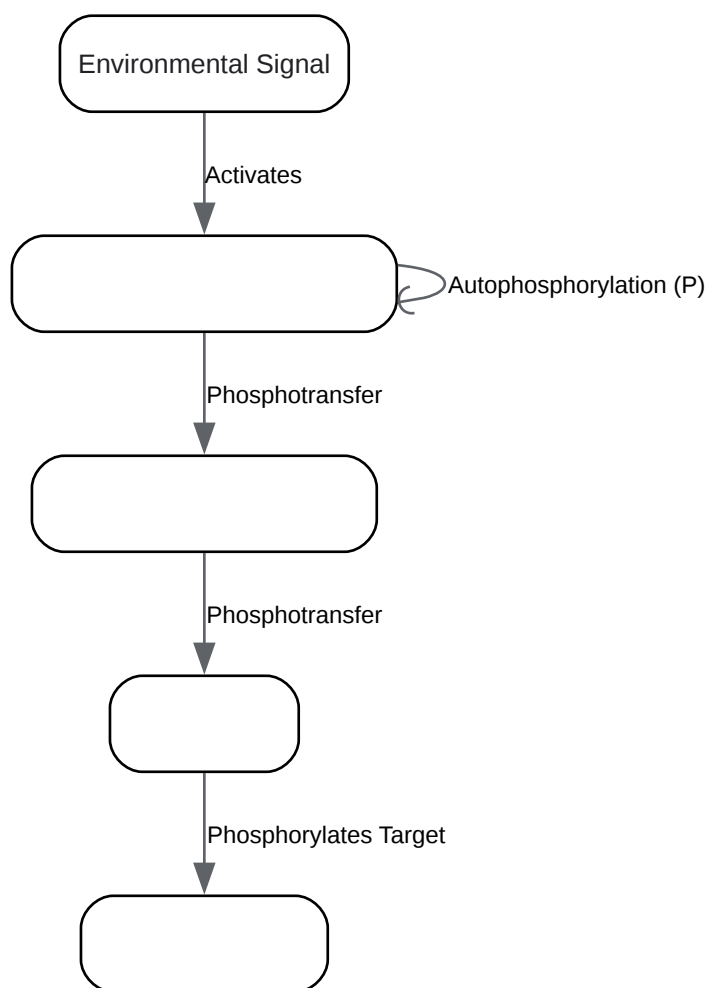 Environmental Signal
Activates
Autophosphorylation (P)
Phosphotransfer
Phosphotransfer
Phosphorylates Target